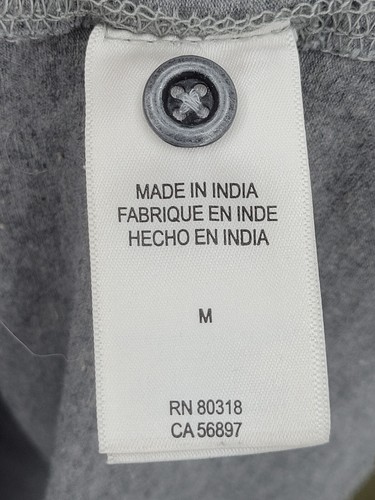 MADE IN INDIA
FABRIQUE EN INDE
HECHO EN INDIA
M
RN 80318
CA 56897